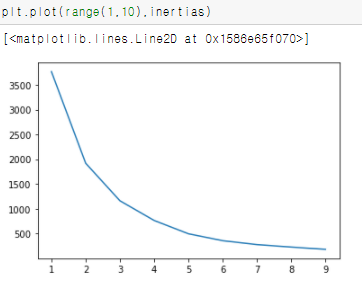 plt.plot(range(1,10),inertias)
[<matplotlib.lines.Line2D at 0x1586e65f070>]
3500
3000
2500
2000
1500
1000
500
1 2 3 4 5 6 7 8 9